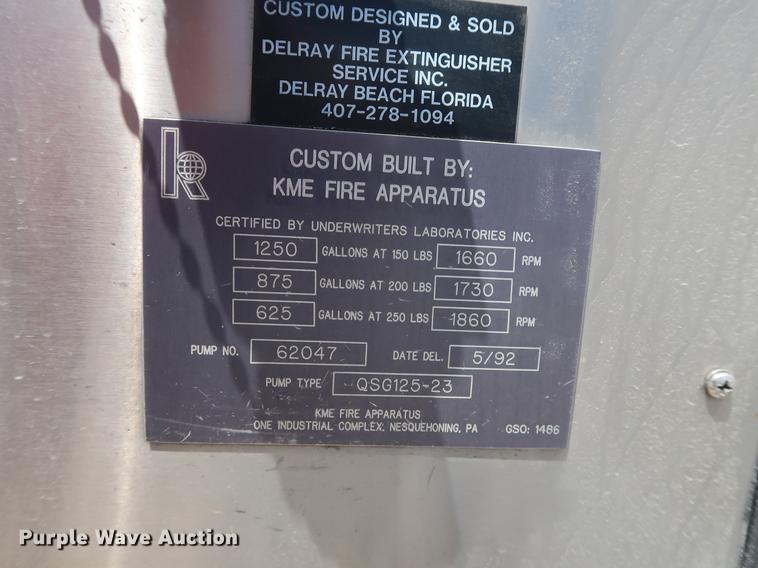 CUSTOM DESIGNED & SOLD
BY
DELRAY FIRE EXTINGUISHER
SERVICE INC.
DELRAY BEACH FLORIDA
407-278-1094
k
CUSTOM BUILT BY:
KME FIRE APPARATUS
CERTIFIED BY UNDERWRITERS LABORATORIES INC.
1250 GALLONS AT 150 LBS 1660 RPM
875 GALLONS AT 200 LBS 1730 RPM
625 GALLONS AT 250 LBS 1860 RPM
PUMP NO. 62047 DATE DEL. 5/92
PUMP TYPE QSG125-23
KME FIRE APPARATUS
ONE INDUSTRIAL COMPLEX, NESQUEHONING, PA GSO: 1486
Purple Wave Auction